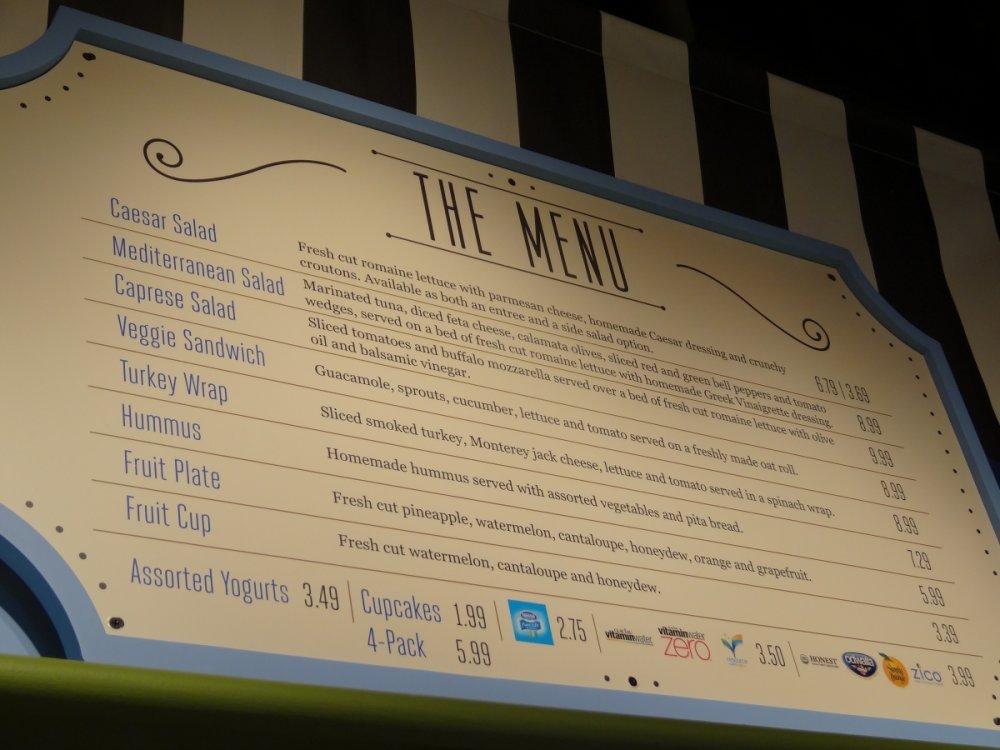 THE MENU
Caesar Salad
Fresh cut romaine lettuce with parmesan cheese, homemade Caesar dressing and crunchy
croutons. Available as both an entree and a side salad option.
6.79 | 3.69
Mediterranean Salad
Marinated tuna, diced feta cheese, calamata olives, sliced red and green bell peppers and tomato
wedges, served on a bed of fresh cut romaine lettuce with homemade Greek Vinaigrette dressing.
8.99
Caprese Salad
Sliced tomatoes and buffalo mozzarella served over a bed of fresh cut romaine lettuce with olive
oil and balsamic vinegar.
9.99
Veggie Sandwich
Guacamole, sprouts, cucumber, lettuce and tomato served on a freshly made oat roll.
8.99
Turkey Wrap
Sliced smoked turkey, Monterey jack cheese, lettuce and tomato served in a spinach wrap.
8.99
Hummus
Homemade hummus served with assorted vegetables and pita bread.
7.29
Fruit Plate
Fresh cut pineapple, watermelon, cantaloupe, honeydew, orange and grapefruit.
5.99
Fruit Cup
Fresh cut watermelon, cantaloupe and honeydew.
3.39
Assorted Yogurts 3.49 | Cupcakes 1.99 | 2.75 | vitaminwater vitaminwater zero 3.50 | HONEST odwalla zico 3.99
4-Pack 5.99